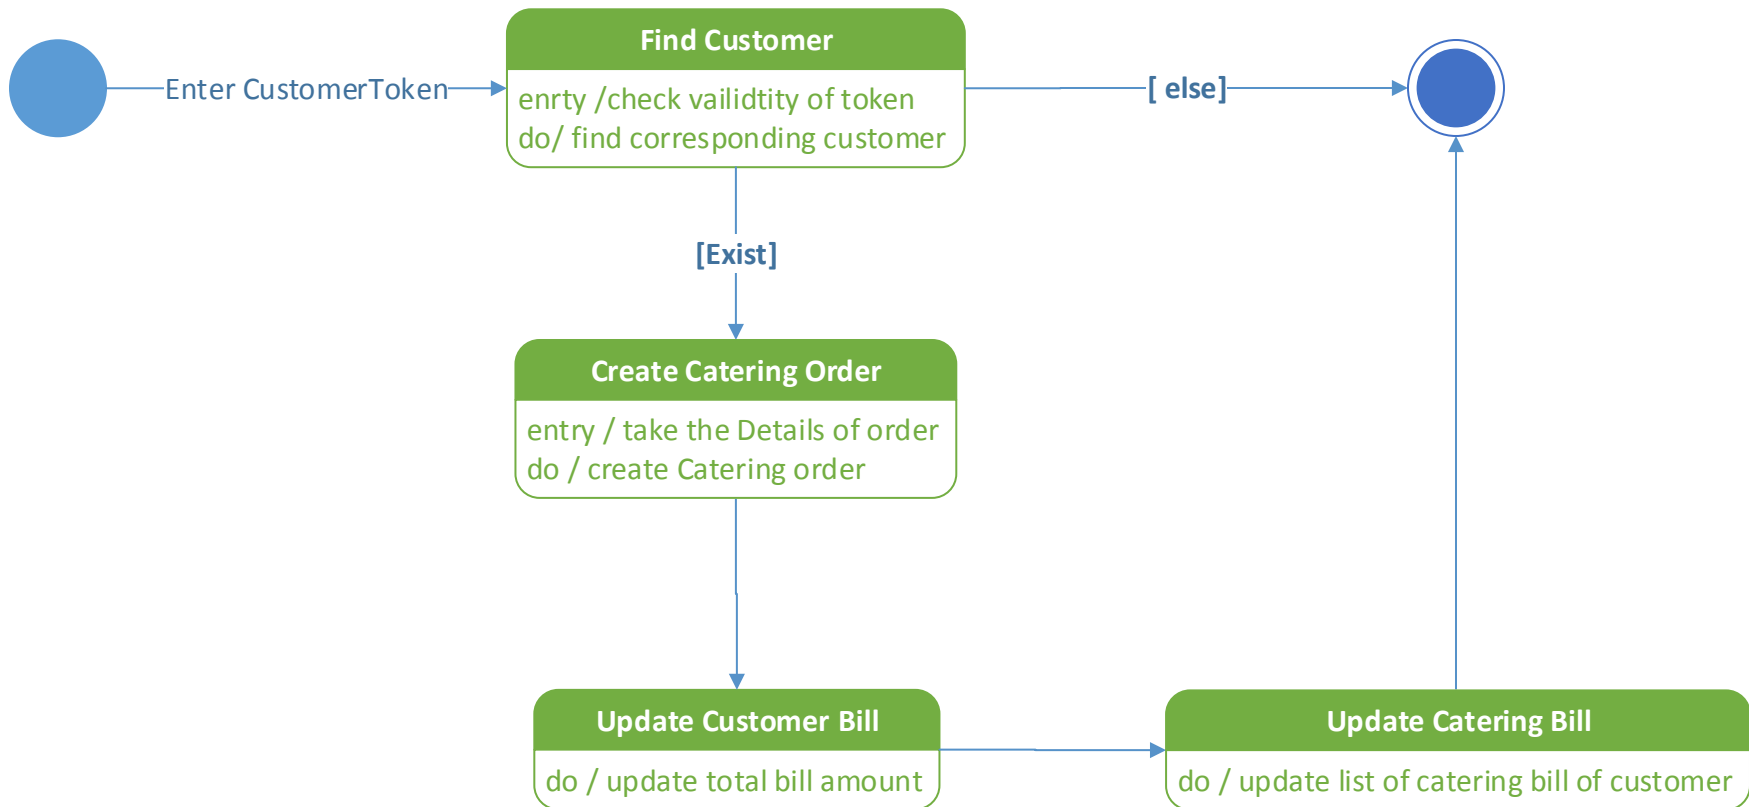 Find Customer
Enter CustomerToken
enrty /check vailidtity of token
do/ find corresponding customer
[ else]
[Exist]
Create Catering Order
entry / take the Details of order
do / create Catering order
Update Customer Bill
do / update total bill amount
Update Catering Bill
do / update list of catering bill of customer